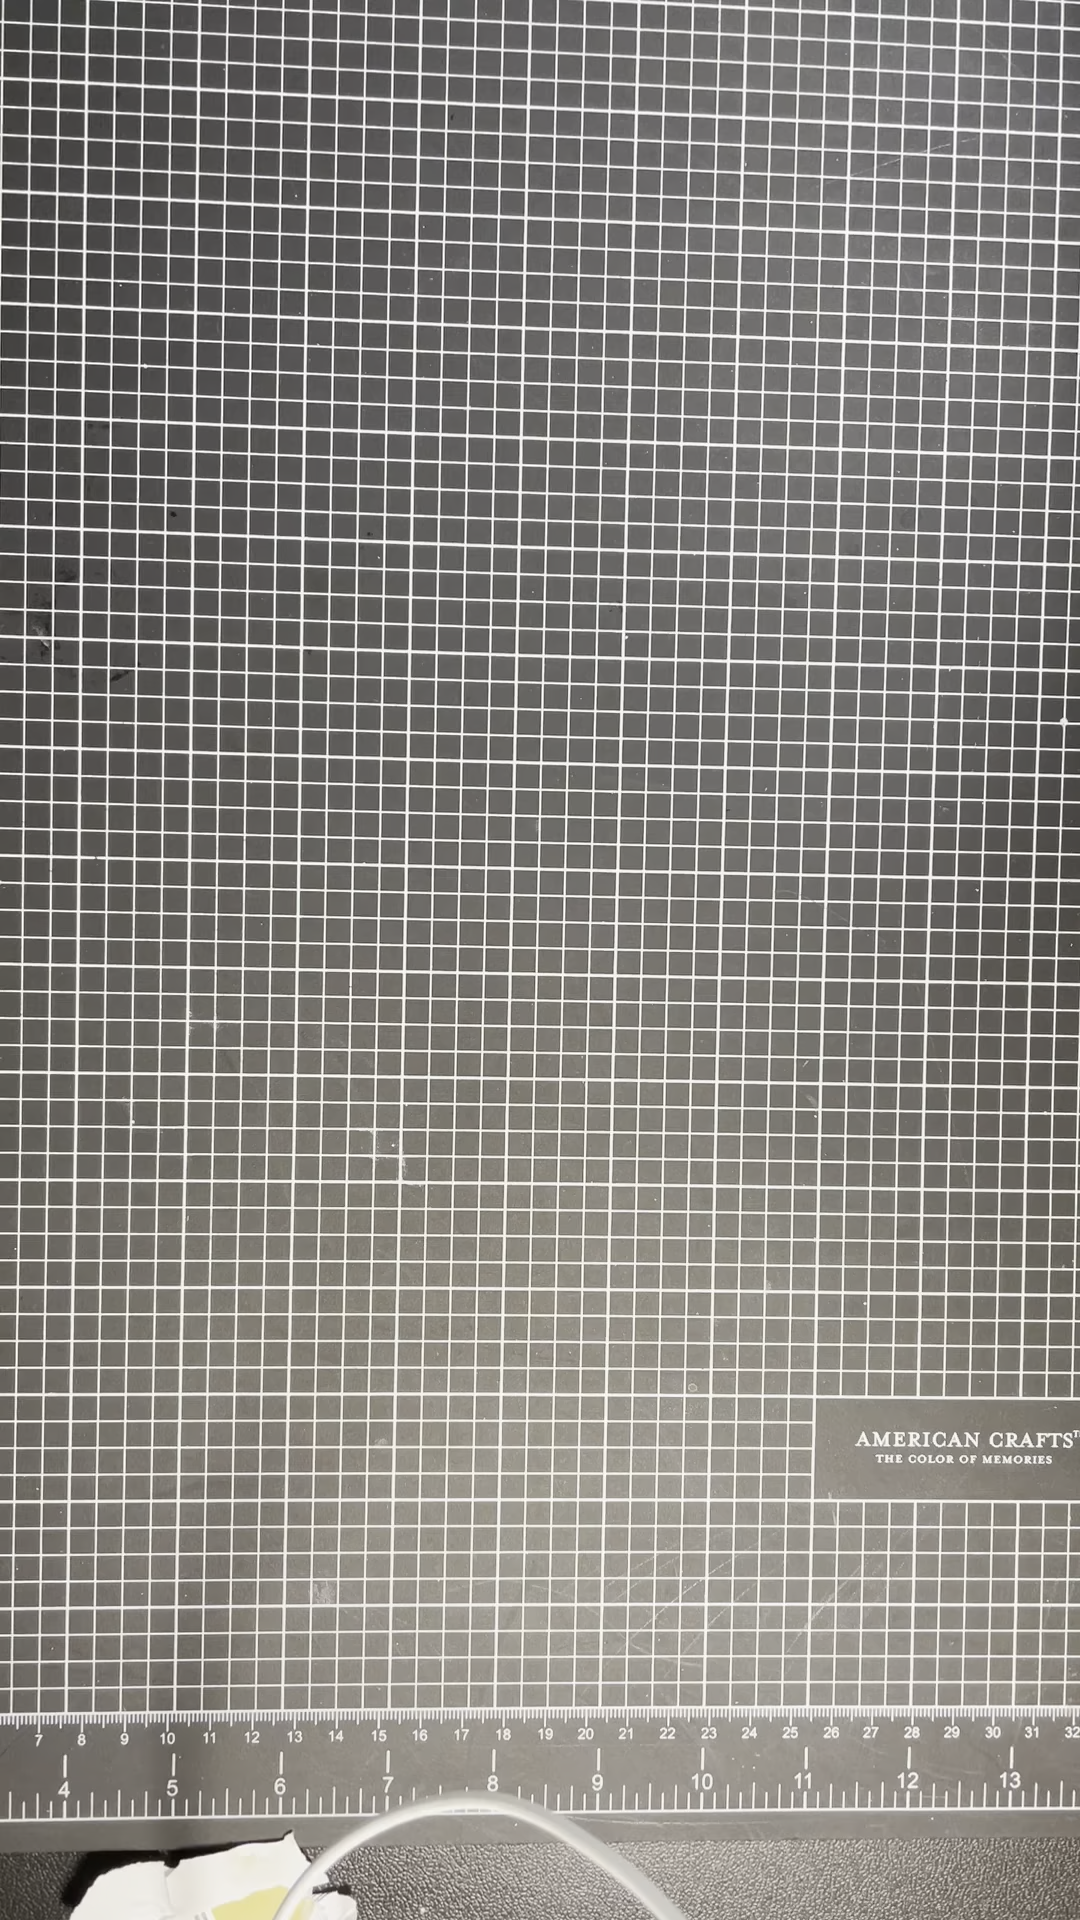 AMERICAN CRAFTS™
THE COLOR OF MEMORIES
7 8 9 10 11 12 13 14 15 16 17 18 19 20 21 22 23 24 25 26 27 28 29 30 31 32
4 5 6 7 8 9 10 11 12 13